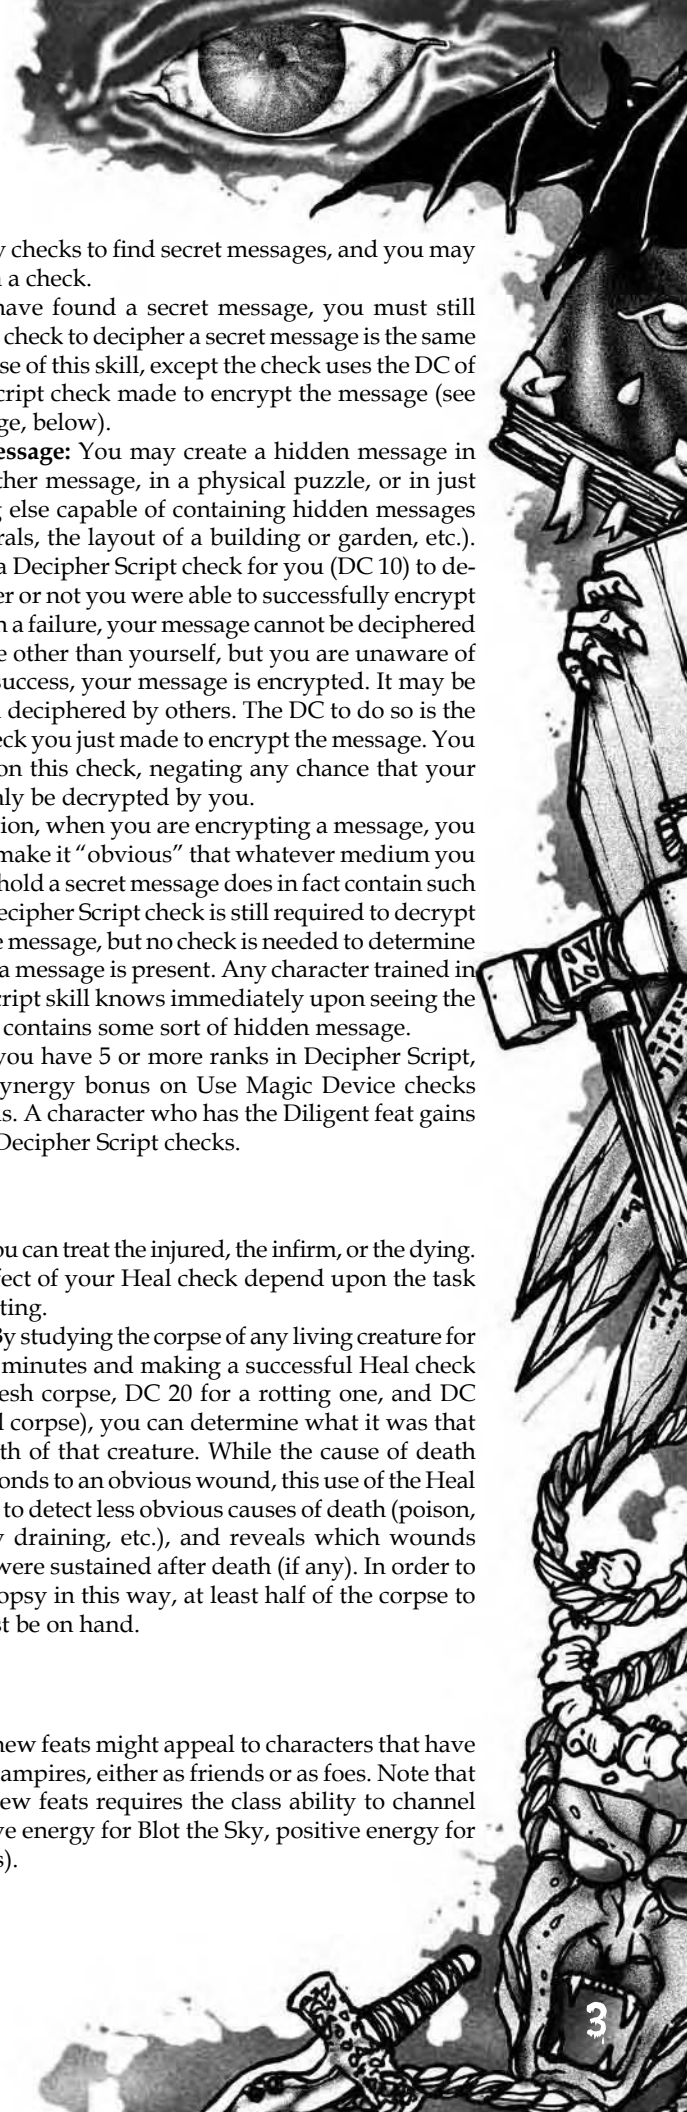 y checks to find secret messages, and you may
a check.
have found a secret message, you must still
check to decipher a secret message is the same
se of this skill, except the check uses the DC of
cript check made to encrypt the message (see
ge, below).
essage: You may create a hidden message in
ther message, in a physical puzzle, or in just
g else capable of containing hidden messages
rals, the layout of a building or garden, etc.).
a Decipher Script check for you (DC 10) to de-
er or not you were able to successfully encrypt
n a failure, your message cannot be deciphered
e other than yourself, but you are unaware of
success, your message is encrypted. It may be
deciphered by others. The DC to do so is the
eck you just made to encrypt the message. You
on this check, negating any chance that your
nly be decrypted by you.
tion, when you are encrypting a message, you
make it “obvious” that whatever medium you
hold a secret message does in fact contain such
ecipher Script check is still required to decrypt
e message, but no check is needed to determine
a message is present. Any character trained in
cript skill knows immediately upon seeing the
contains some sort of hidden message.
you have 5 or more ranks in Decipher Script,
ynergy bonus on Use Magic Device checks
ls. A character who has the Diligent feat gains
Decipher Script checks.
ou can treat the injured, the infirm, or the dying.
fect of your Heal check depend upon the task
ting.
By studying the corpse of any living creature for
minutes and making a successful Heal check
esh corpse, DC 20 for a rotting one, and DC
l corpse), you can determine what it was that
th of that creature. While the cause of death
onds to an obvious wound, this use of the Heal
to detect less obvious causes of death (poison,
y draining, etc.), and reveals which wounds
were sustained after death (if any). In order to
opsy in this way, at least half of the corpse to
st be on hand.
new feats might appeal to characters that have
ampires, either as friends or as foes. Note that
ew feats requires the class ability to channel
ve energy for Blot the Sky, positive energy for
s).
3